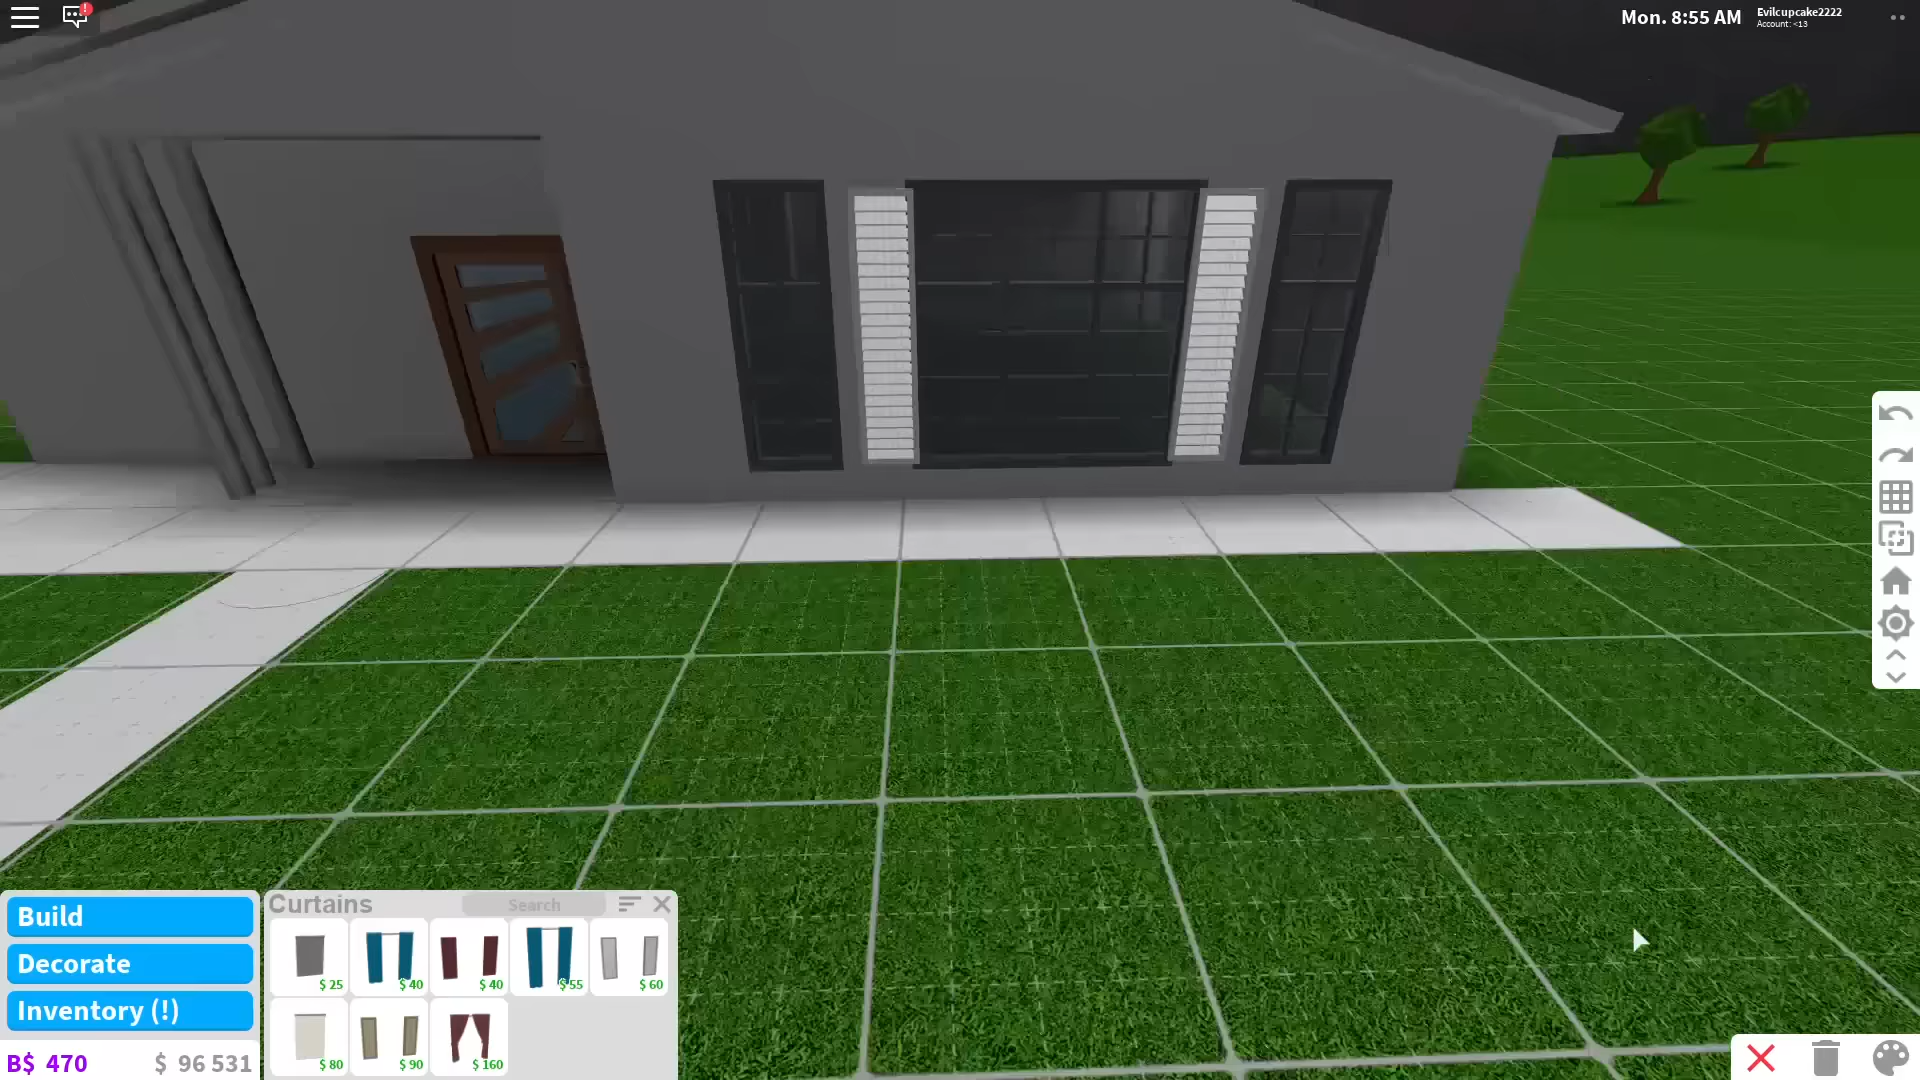 Mon. 8:55 AM
Evilcupcake2222
Account: <13
Build
Decorate
Inventory (!)
B$ 470
$ 96 531
Curtains
Search
$ 25
$ 40
$ 40
$ 55
$ 60
$ 80
$ 90
$ 160